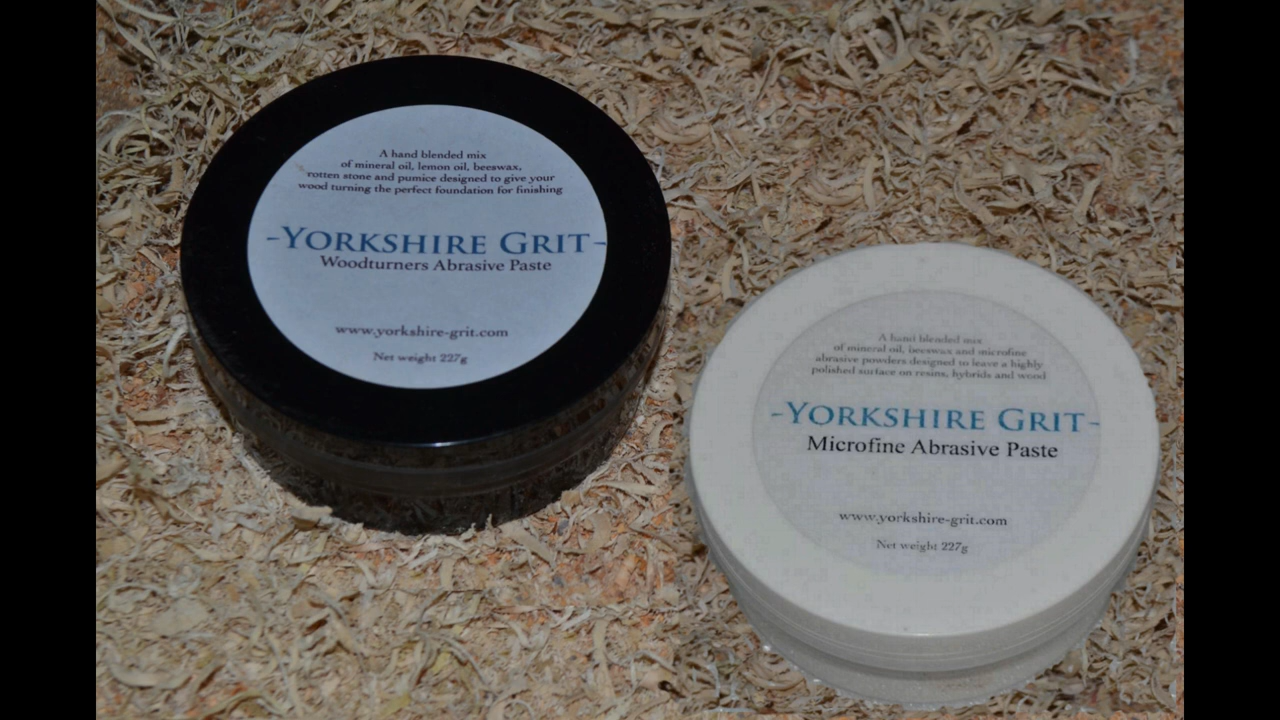 A hand blended mix
of mineral oil, lemon oil, beeswax,
rotten stone and pumice designed to give your
wood turning the perfect foundation for finishing
-YORKSHIRE GRIT-
Woodturners Abrasive Paste
www.yorkshire-grit.com
Net weight 227g
A hand blended mix
of mineral oil, beeswax and microfine
abrasive powders designed to leave a highly
polished surface on resins, hybrids and wood
-YORKSHIRE GRIT-
Microfine Abrasive Paste
www.yorkshire-grit.com
Net weight 227g